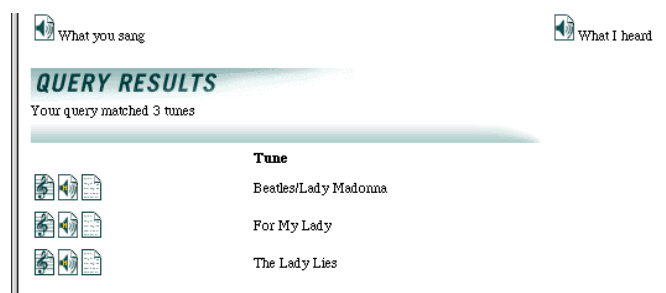 What you sang
What I heard
QUERY RESULTS
Your query matched 3 tunes
Tune
Beatles/Lady Madonna
For My Lady
The Lady Lies